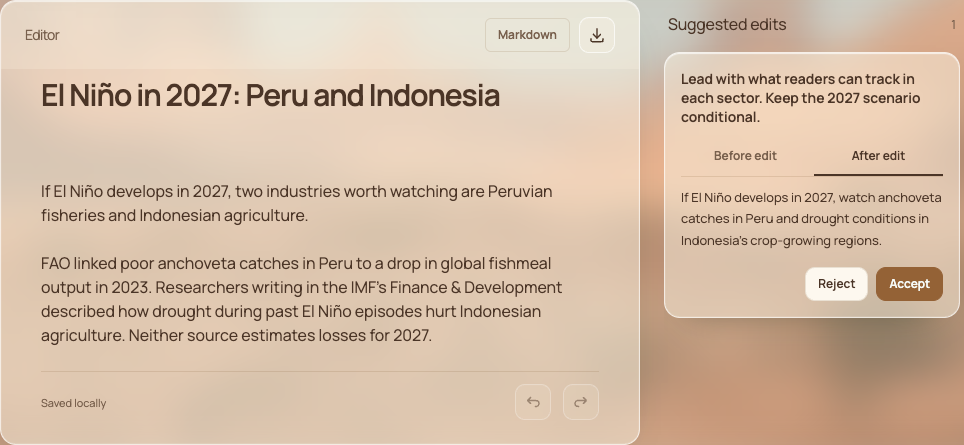 Editor
Markdown
El Niño in 2027: Peru and Indonesia
If El Niño develops in 2027, two industries worth watching are Peruvian
fisheries and Indonesian agriculture.
FAO linked poor anchoveta catches in Peru to a drop in global fishmeal
output in 2023. Researchers writing in the IMF's Finance & Development
described how drought during past El Niño episodes hurt Indonesian
agriculture. Neither source estimates losses for 2027.
Saved locally
Suggested edits
1
Lead with what readers can track in
each sector. Keep the 2027 scenario
conditional.
Before edit
After edit
If El Niño develops in 2027, watch anchoveta
catches in Peru and drought conditions in
Indonesia's crop-growing regions.
Reject
Accept